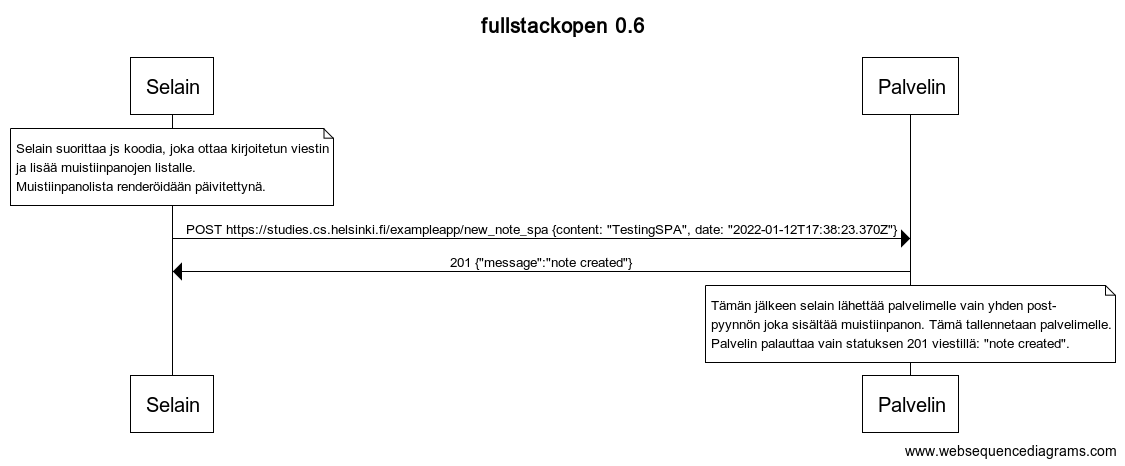 fullstackopen 0.6
Selain
Palvelin
Selain suorittaa js koodia, joka ottaa kirjoitetun viestin
ja lisää muistiinpanojen listalle.
Muistiinpanolista renderöidään päivitettynä.
POST https://studies.cs.helsinki.fi/exampleapp/new_note_spa {content: "TestingSPA", date: "2022-01-12T17:38:23.370Z"}
201 {"message":"note created"}
Tämän jälkeen selain lähettää palvelimelle vain yhden post-
pyynnön joka sisältää muistiinpanon. Tämä tallennetaan palvelimelle.
Palvelin palauttaa vain statuksen 201 viestillä: "note created".
Selain
Palvelin
www.websequencediagrams.com